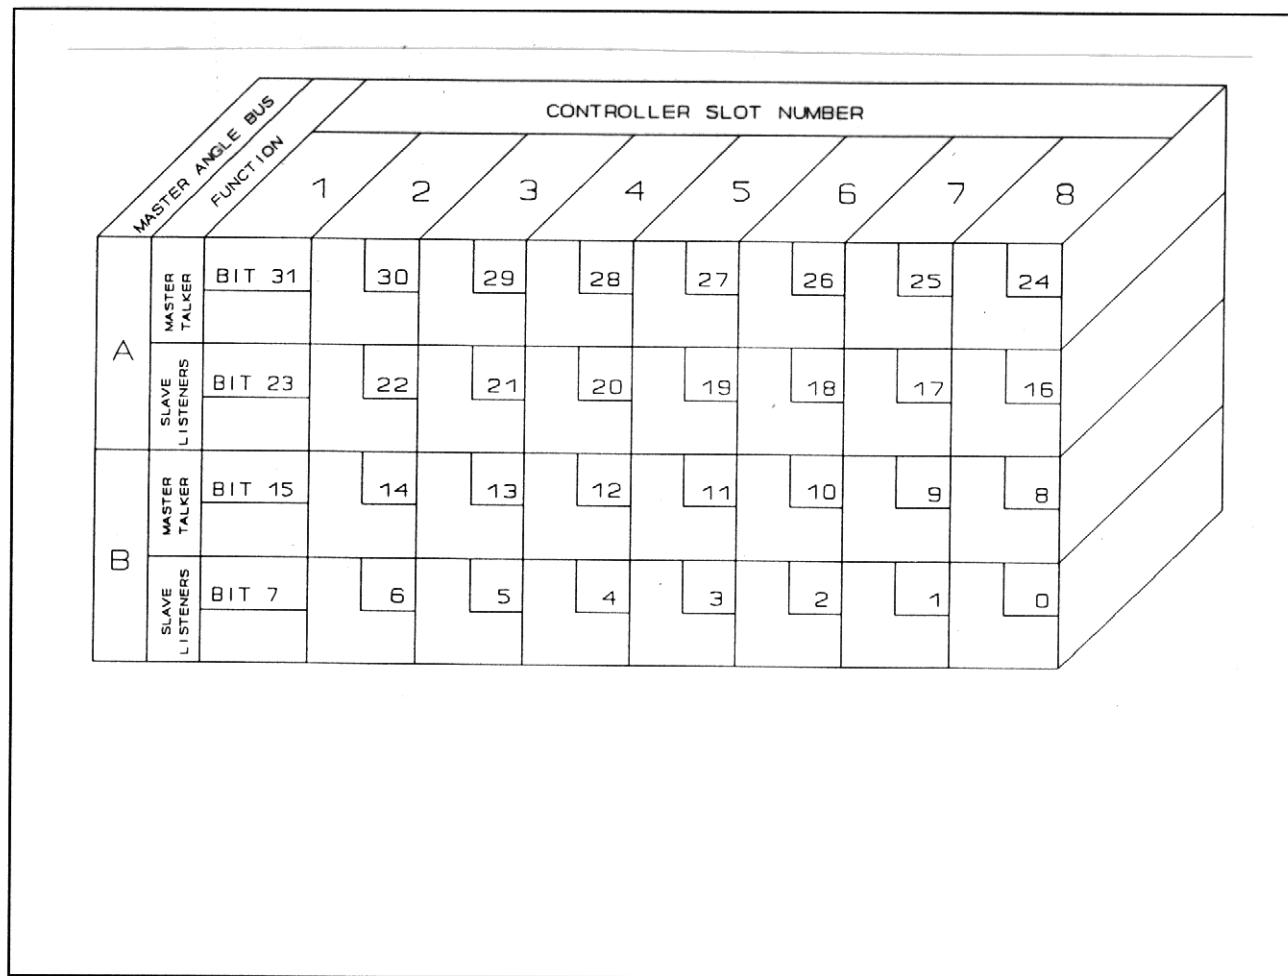 CONTROLLER SLOT NUMBER
MASTER ANGLE BUS
FUNCTION
1 2 3 4 5 6 7 8
A
MASTER TALKER
BIT 31 30 29 28 27 26 25 24
SLAVE LISTENERS
BIT 23 22 21 20 19 18 17 16
B
MASTER TALKER
BIT 15 14 13 12 11 10 9 8
SLAVE LISTENERS
BIT 7 6 5 4 3 2 1 0